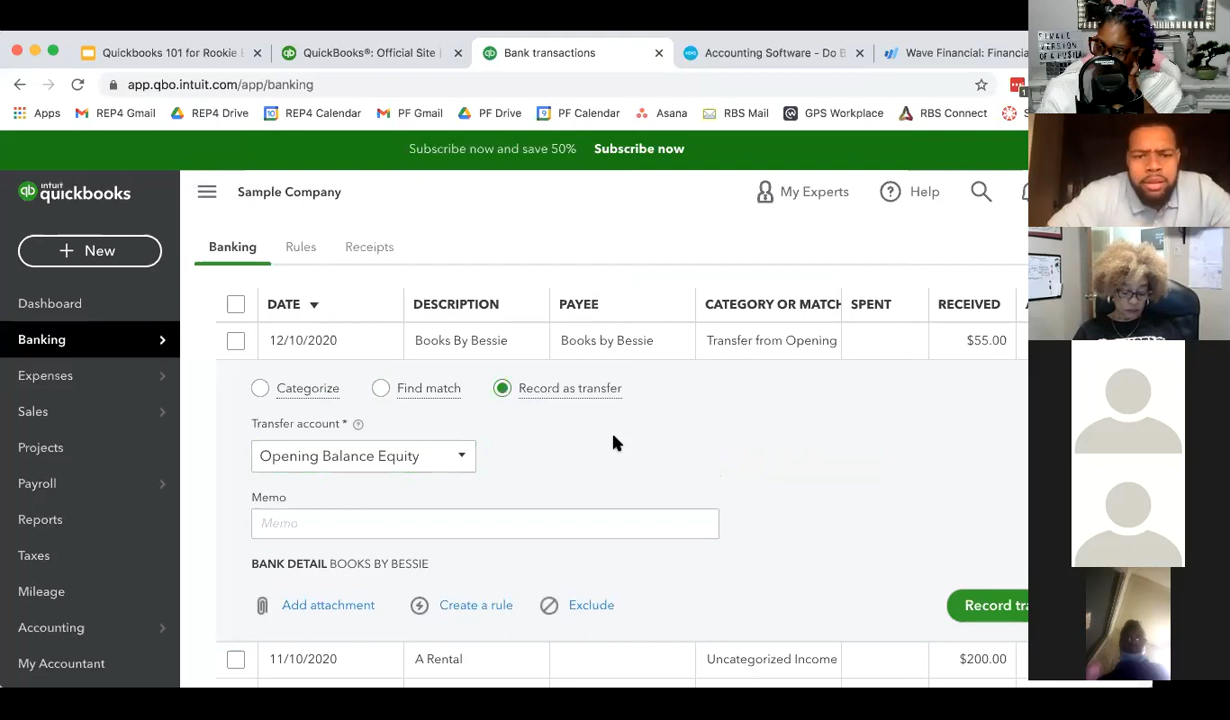 Quickbooks 101 for Rookie
QuickBooks®: Official Site
Bank transactions
Accounting Software - Do B
Wave Financial: Financia
app.qbo.intuit.com/app/banking
Apps REP4 Gmail REP4 Drive REP4 Calendar PF Gmail PF Drive PF Calendar Asana RBS Mail GPS Workplace RBS Connect
Subscribe now and save 50% Subscribe now
intuit
quickbooks
Sample Company
My Experts
Help
+ New
Banking Rules Receipts
Dashboard
Banking
Expenses
Sales
Projects
Payroll
Reports
Taxes
Mileage
Accounting
My Accountant
DATE DESCRIPTION PAYEE CATEGORY OR MATCH SPENT RECEIVED
12/10/2020 Books By Bessie Books by Bessie Transfer from Opening $55.00
Categorize Find match Record as transfer
Transfer account *
Opening Balance Equity
Memo
Memo
BANK DETAIL BOOKS BY BESSIE
Add attachment Create a rule Exclude
Record tra
11/10/2020 A Rental Uncategorized Income $200.00
SINGLE
VERSION